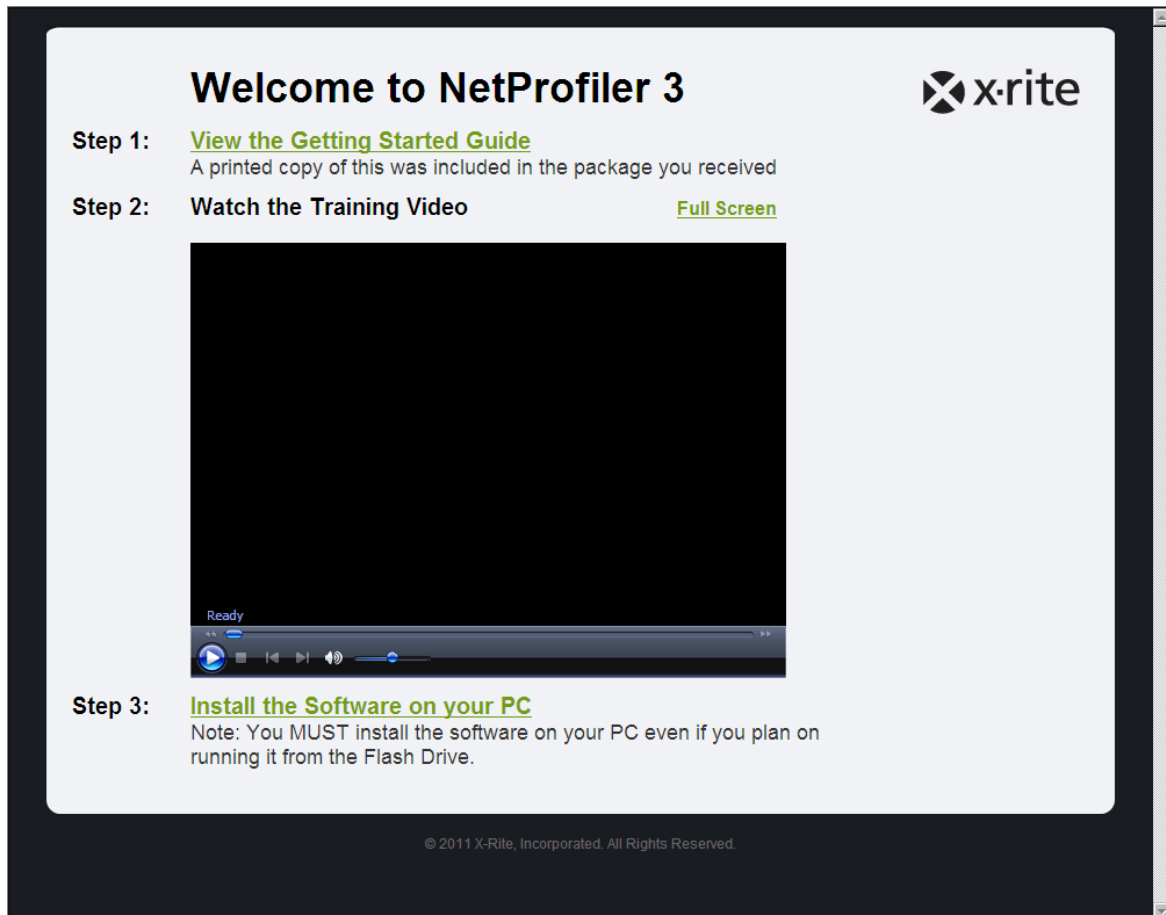 Welcome to NetProfiler 3
x·rite
Step 1:
View the Getting Started Guide
A printed copy of this was included in the package you received
Step 2:
Watch the Training Video
Full Screen
Ready
Step 3:
Install the Software on your PC
Note: You MUST install the software on your PC even if you plan on
running it from the Flash Drive.
© 2011 X-Rite, Incorporated. All Rights Reserved.